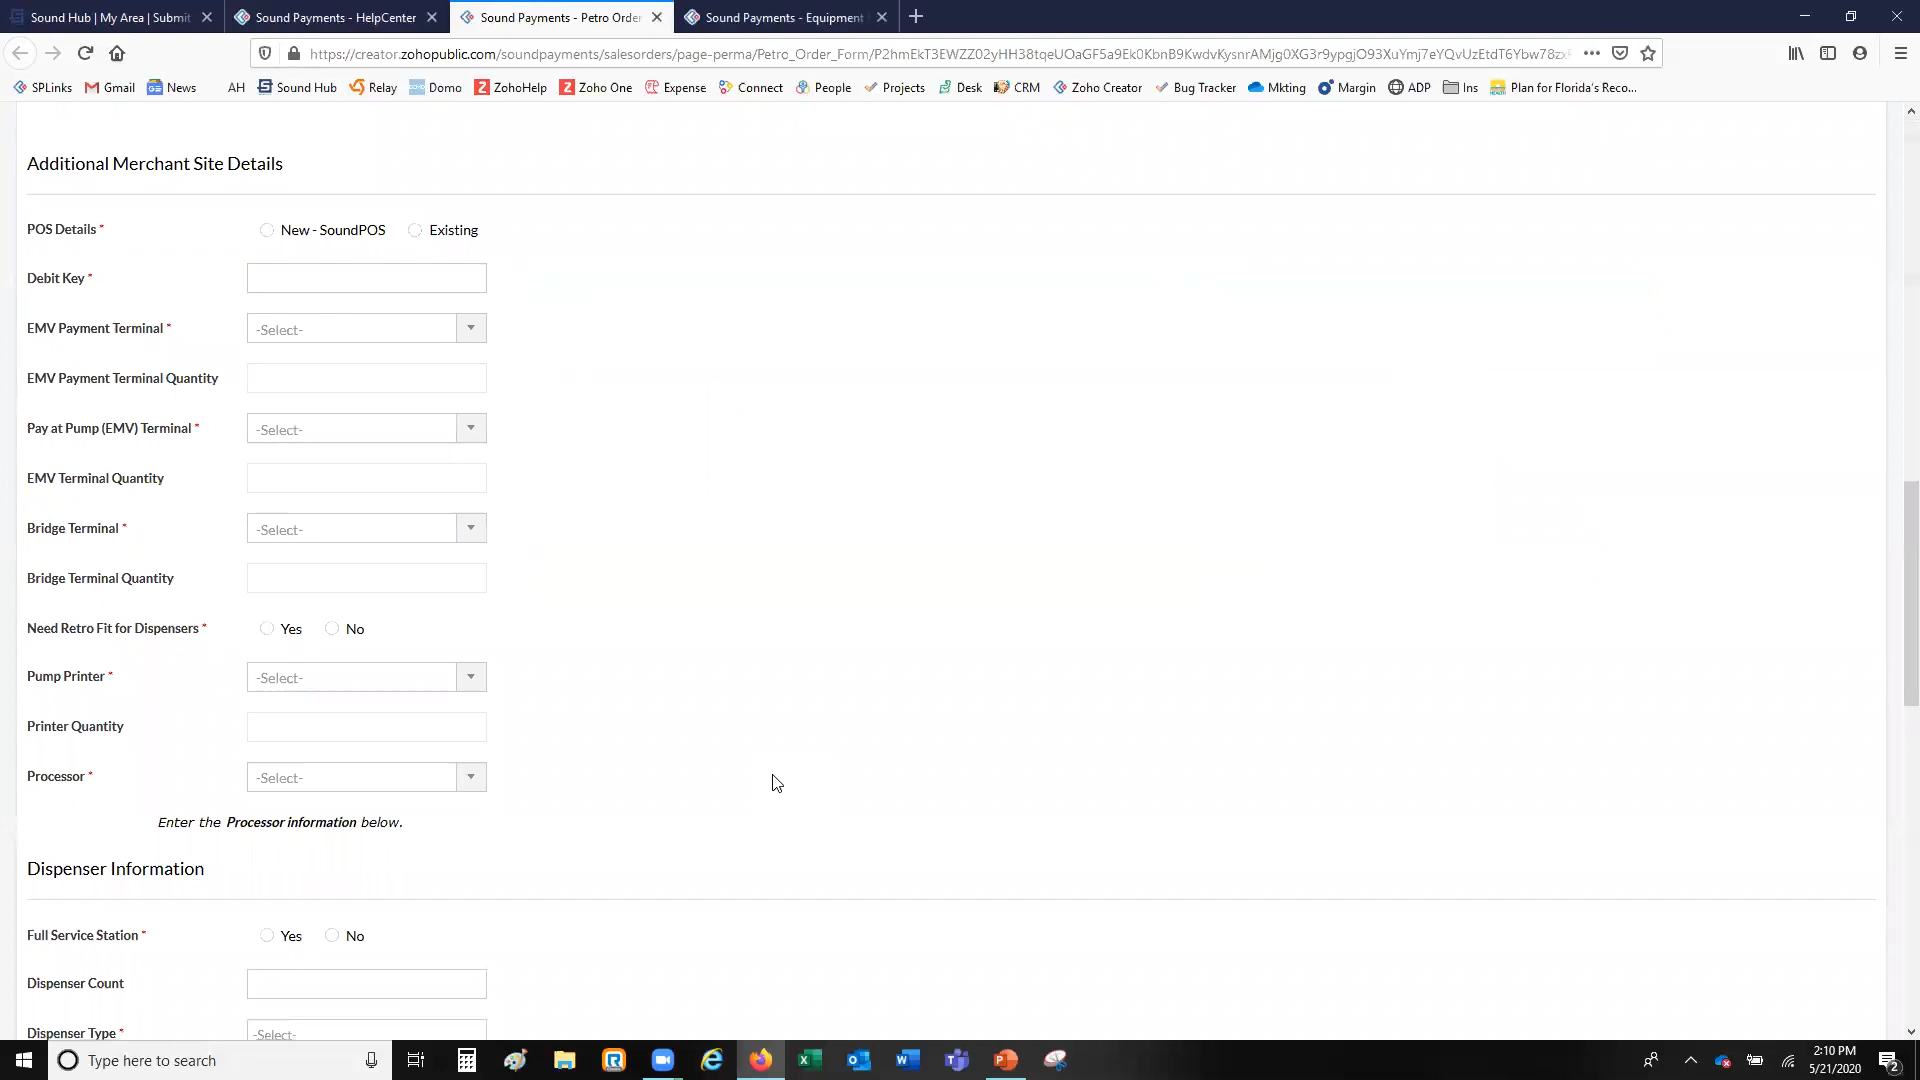 Sound Hub | My Area | Submit
Sound Payments - HelpCenter
Sound Payments - Petro Order
Sound Payments - Equipment
https://creator.zohopublic.com/soundpayments/salesorders/page-perma/Petro_Order_Form/
SPLinks Gmail News AH Sound Hub Relay Domo ZohoHelp Zoho One Expense Connect People Projects Desk CRM Zoho Creator Bug Tracker Mkting Margin ADP Ins Plan for Florida's Reco...
Additional Merchant Site Details
POS Details * New - SoundPOS Existing
Debit Key *
EMV Payment Terminal * -Select-
EMV Payment Terminal Quantity
Pay at Pump (EMV) Terminal * -Select-
EMV Terminal Quantity
Bridge Terminal * -Select-
Bridge Terminal Quantity
Need Retro Fit for Dispensers * Yes No
Pump Printer * -Select-
Printer Quantity
Processor * -Select-
Enter the Processor information below.
Dispenser Information
Full Service Station * Yes No
Dispenser Count
Dispenser Type * -Select-
Type here to search
2:10 PM
5/21/2020
2